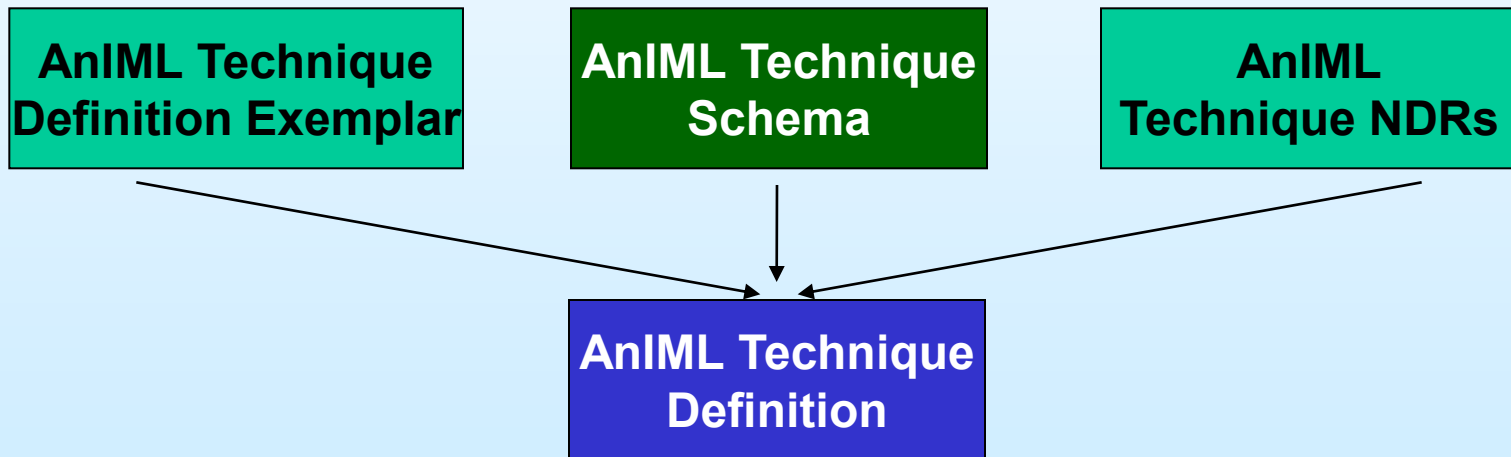 AnIML Technique
Definition Exemplar
AnIML Technique
Schema
AnIML
Technique NDRs
AnIML Technique
Definition